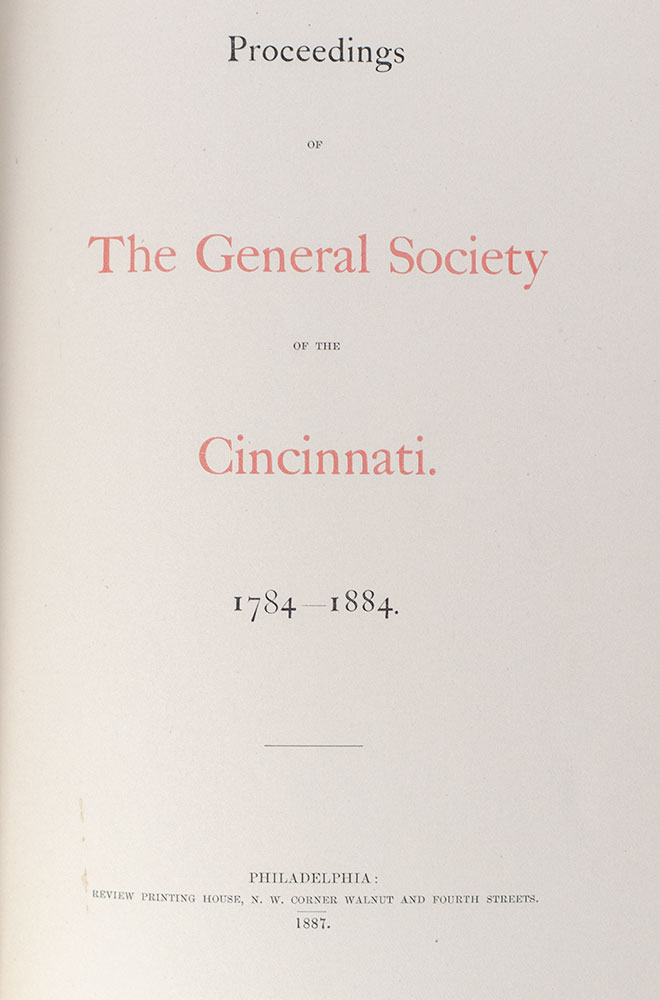 Proceedings
OF
The General Society
OF THE
Cincinnati.
1784—1884.
PHILADELPHIA:
REVIEW PRINTING HOUSE, N. W. CORNER WALNUT AND FOURTH STREETS.
1887.